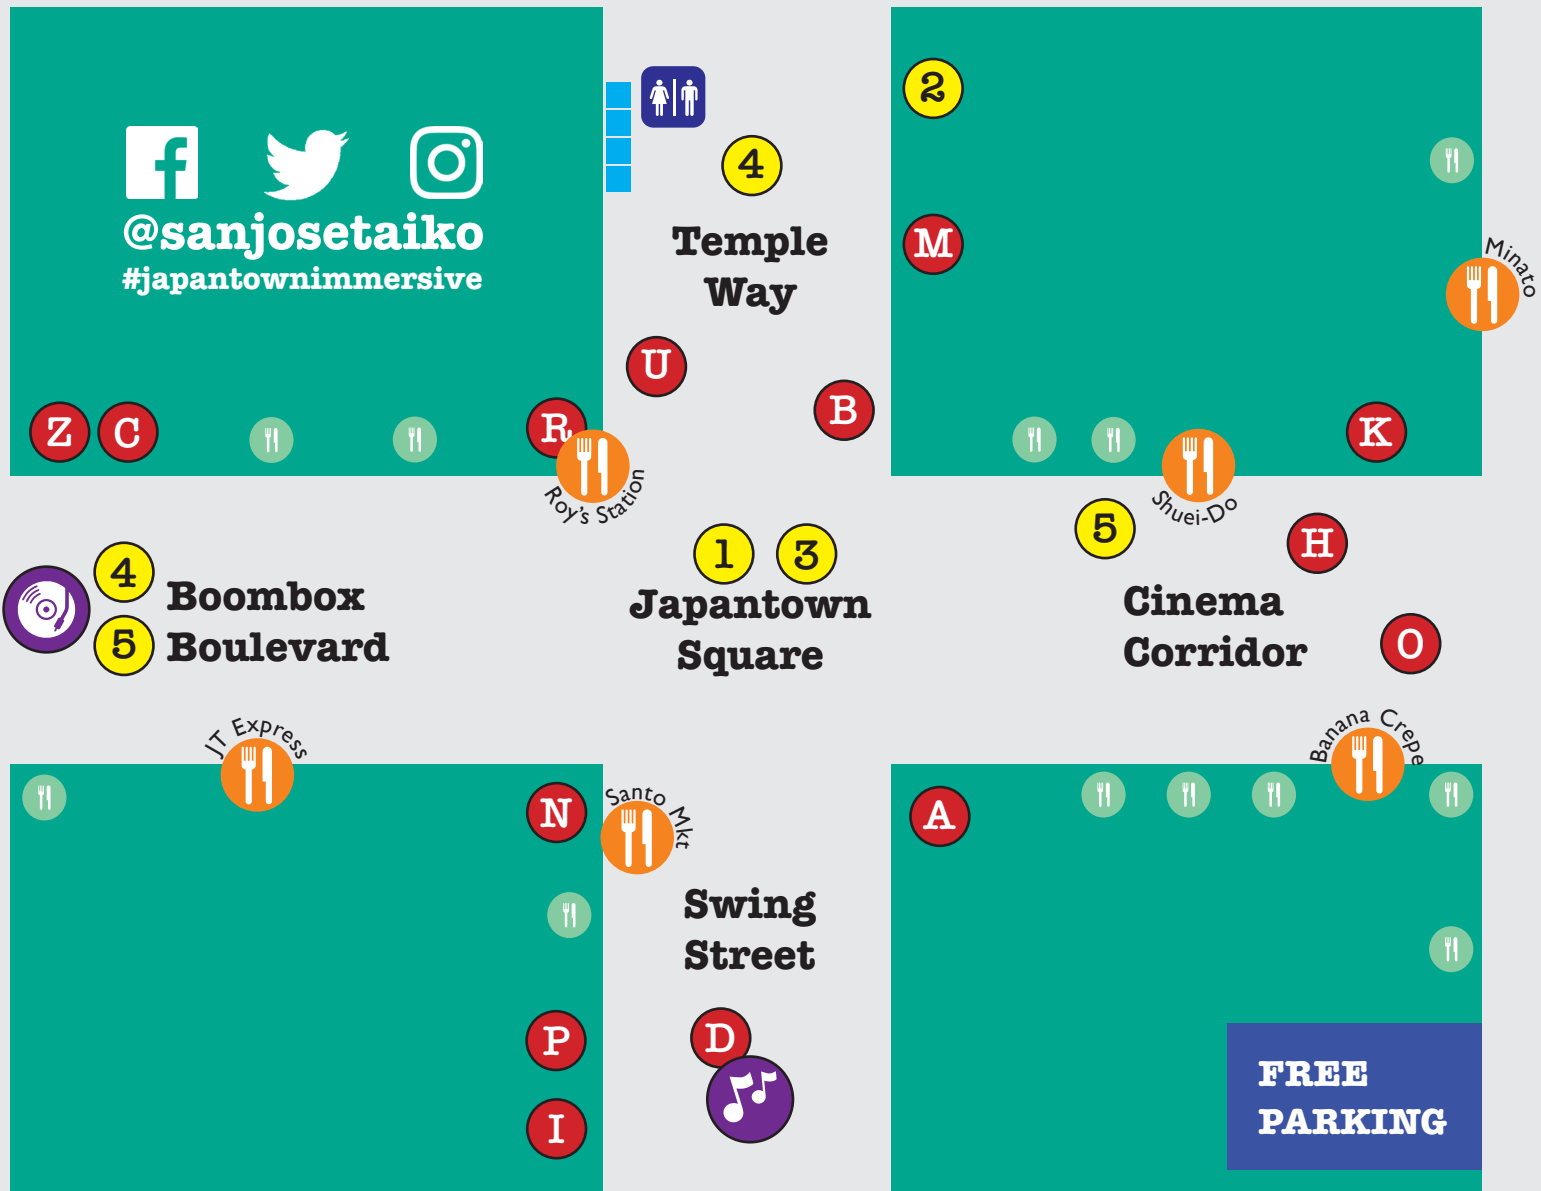 2
4
@sanjosetaiko
#japantownimmersive
Temple
Way
M
Minato
U
B
Z
C
R
K
Roy's Station
Shuei-Do
1
3
5
H
4
5
Boombox
Boulevard
Japantown
Square
Cinema
Corridor
O
JT Express
Banana Crepe
N
Santo Mkt
A
Swing
Street
D
P
I
FREE
PARKING